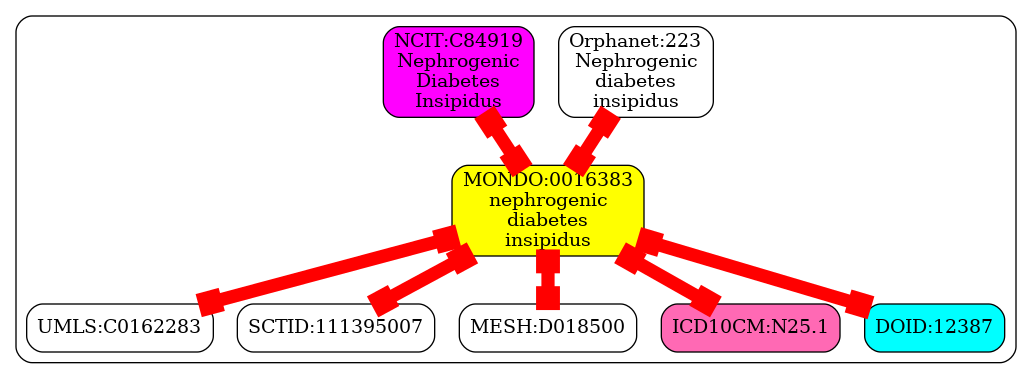 NCIT:C84919
Nephrogenic
Diabetes
Insipidus
Orphanet:223
Nephrogenic
diabetes
insipidus
MONDO:0016383
nephrogenic
diabetes
insipidus
UMLS:C0162283
SCTID:111395007
MESH:D018500
ICD10CM:N25.1
DOID:12387